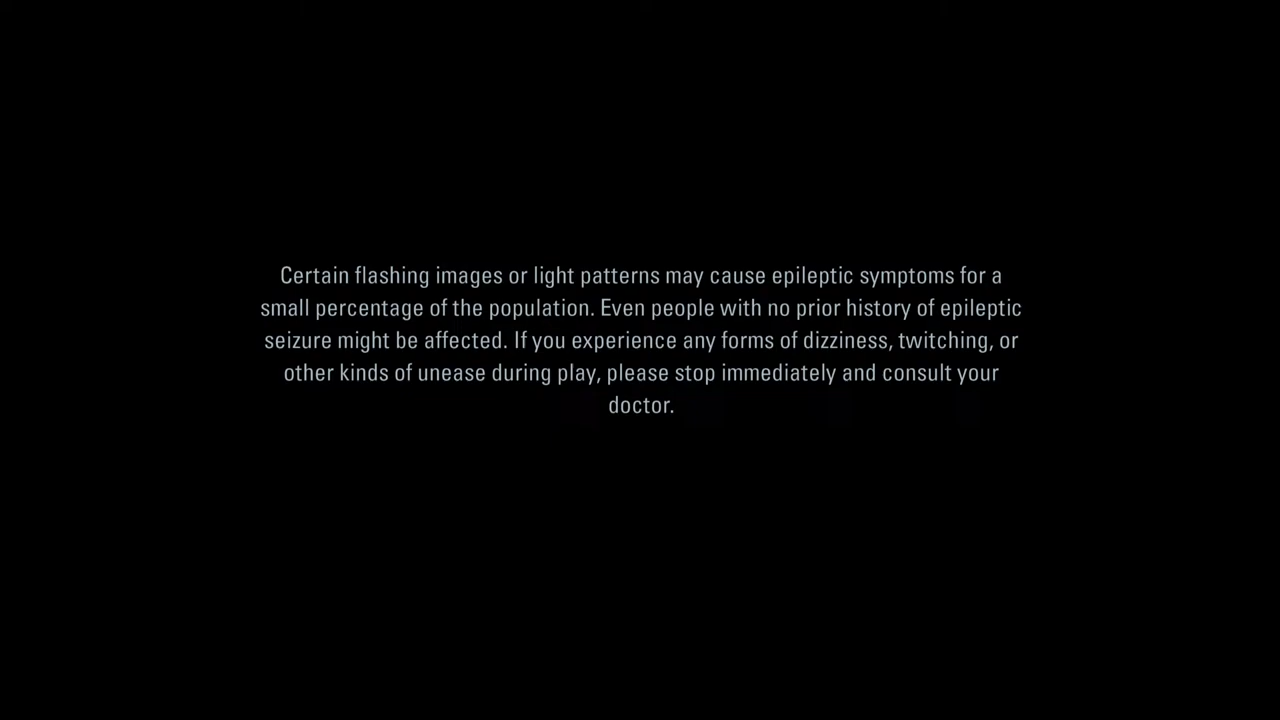 Certain flashing images or light patterns may cause epileptic symptoms for a
small percentage of the population. Even people with no prior history of epileptic
seizure might be affected. If you experience any forms of dizziness, twitching, or
other kinds of unease during play, please stop immediately and consult your
doctor.